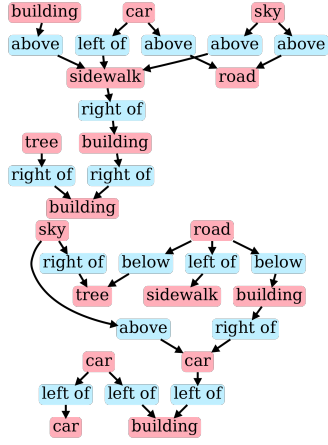 building car sky
above left of above above above
sidewalk road
right of
tree building
right of right of
building
sky road
right of below left of below
tree sidewalk building
above right of
car car
left of left of left of
car building